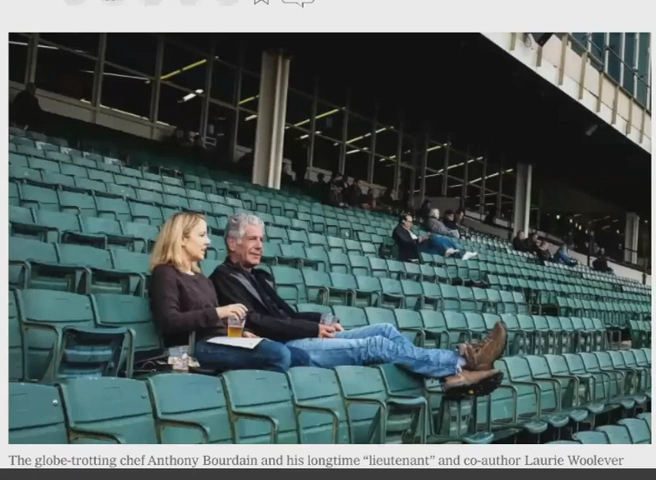 The globe-trotting chef Anthony Bourdain and his longtime “lieutenant” and co-author Laurie Woolever